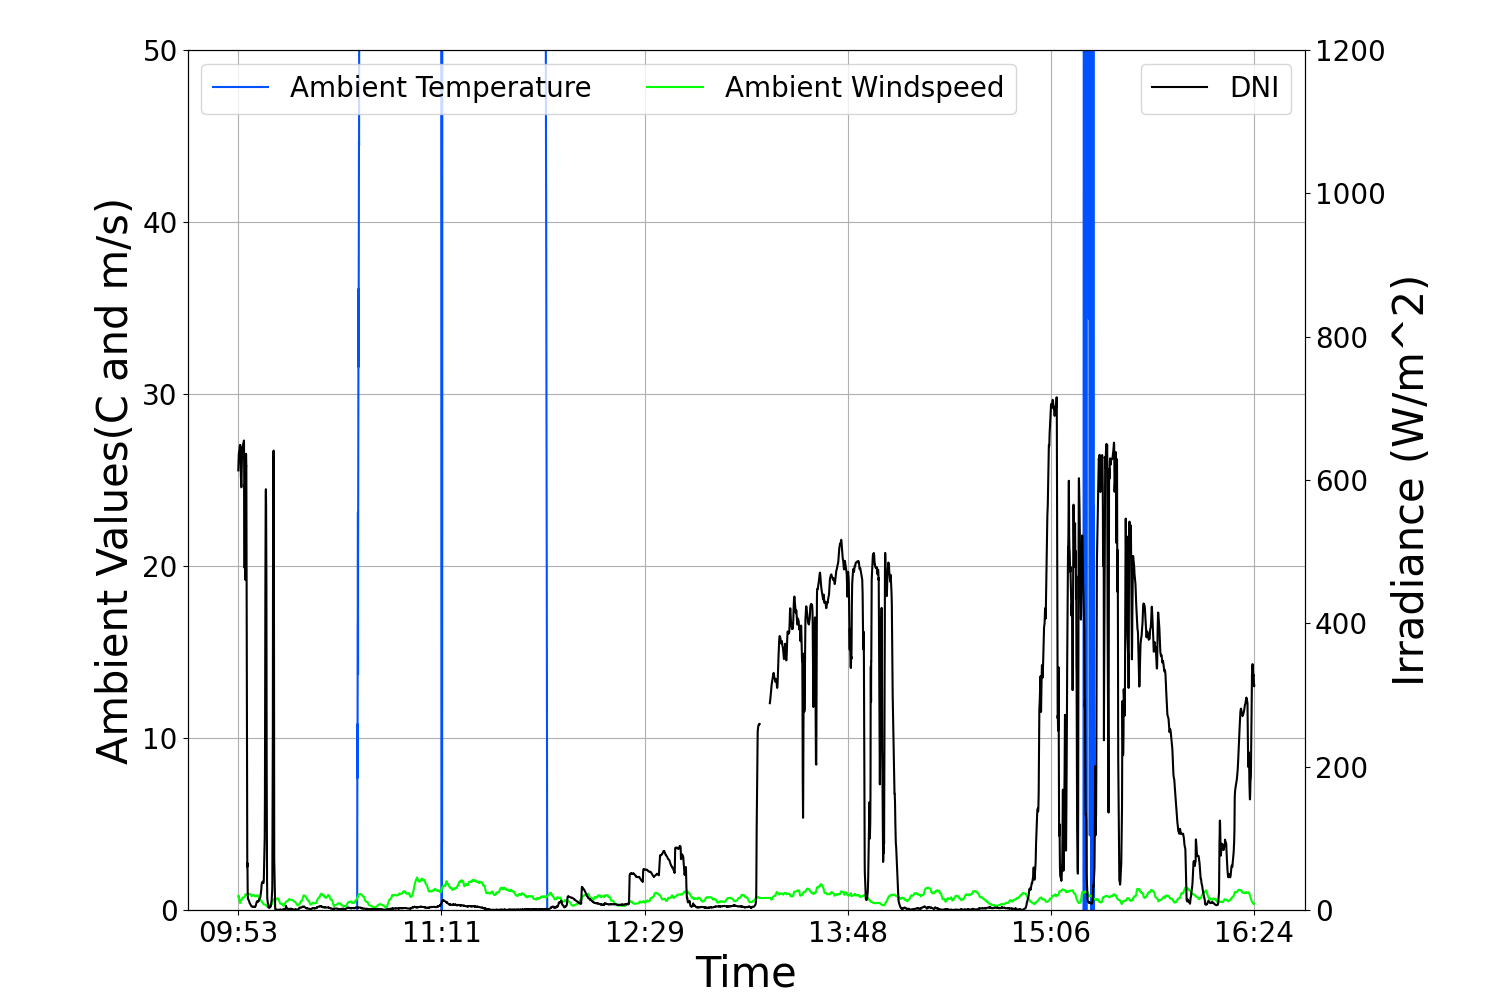 50
40
30
20
10
0
1200
1000
800
600
400
200
0
Ambient Temperature
Ambient Windspeed
DNI
Ambient Values(C and m/s)
Irradiance (W/m^2)
09:53 11:11 12:29 13:48 15:06 16:24
Time